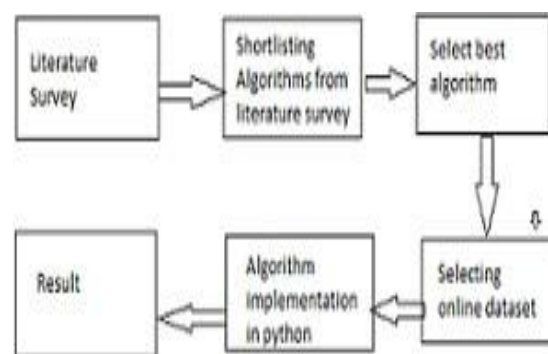 Literature
Survey
Shortlisting
Algorithms from
literature survey
Select best
algorithm
Selecting
online dataset
Algorithm
implementation
in python
Result